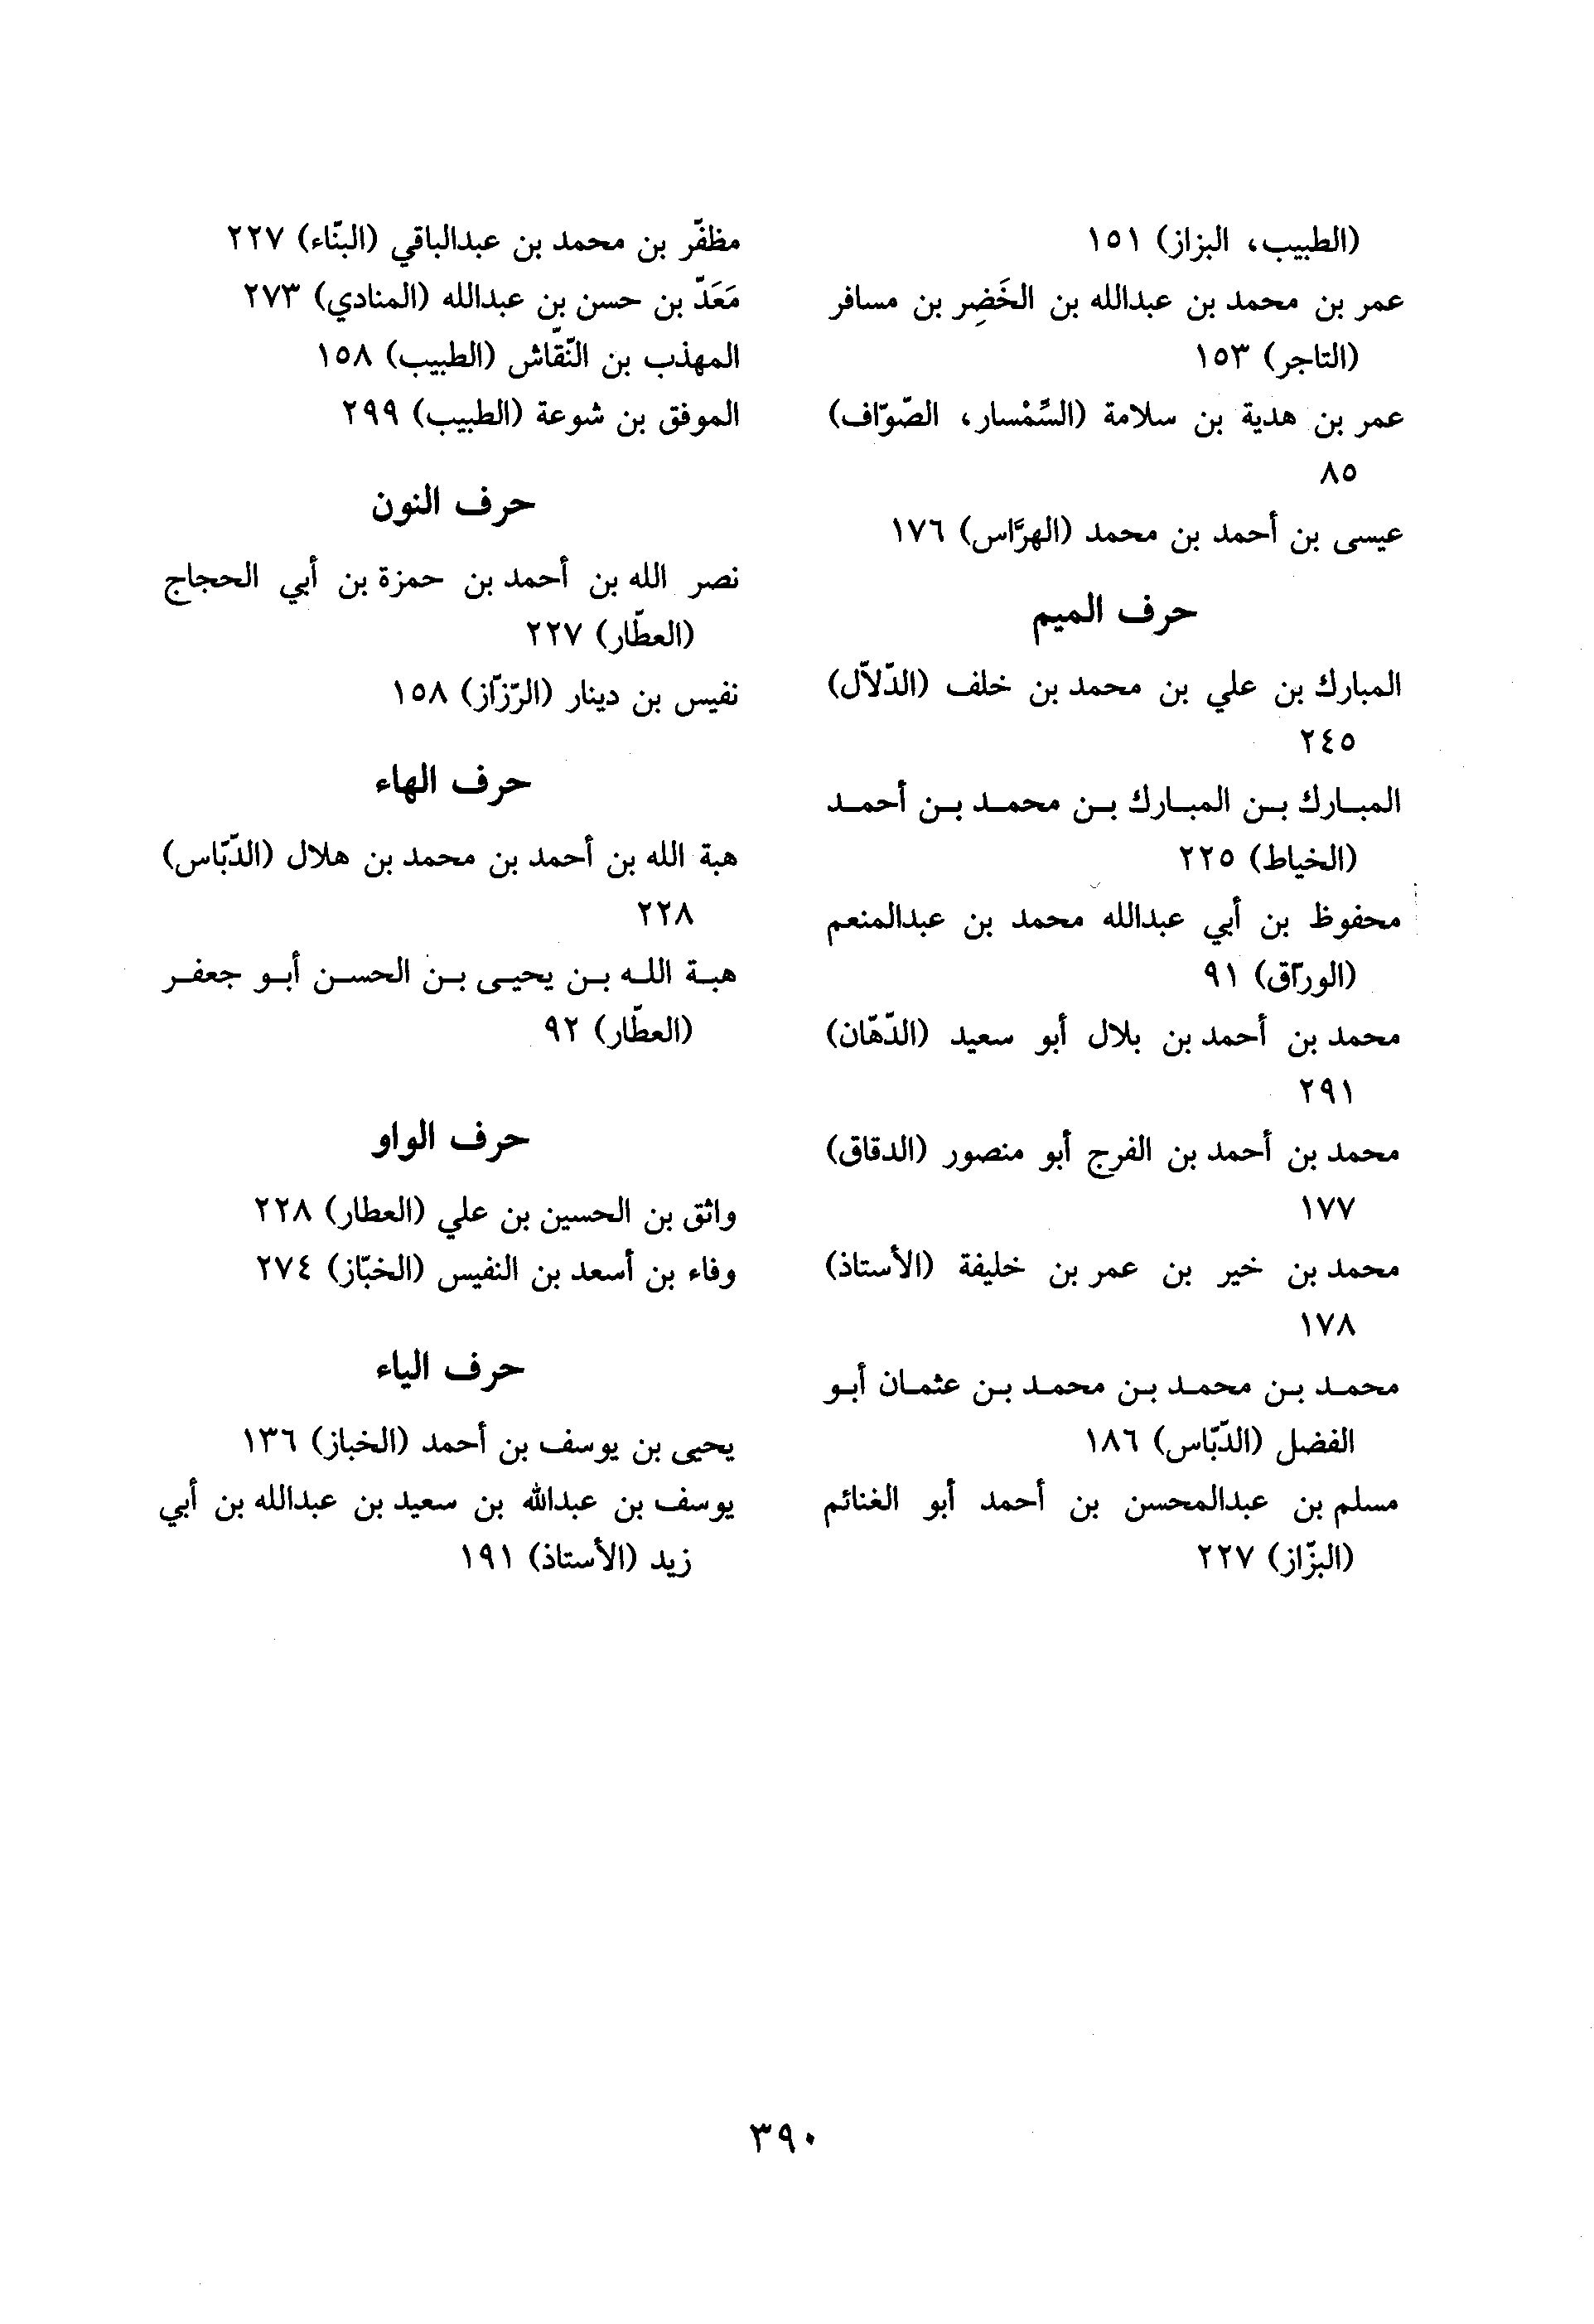 (الطبيب، البزاز) ١٥١
عمر بن محمد بن عبدالله بن الخَضِر بن مسافر
(التاجر) ١٥٣
عمر بن هدية بن سلامة (السِّمْسار، الصّوّاف)
٨٥
عيسى بن أحمد بن محمد (الهرَّاس) ١٧٦
حرف الميم
المبارك بن علي بن محمد بن خلف (الدّلاّل)
٢٤٥
المبارك بن المبارك بن محمد بن أحمد
(الخياط) ٢٢٥
محفوظ بن أبي عبدالله محمد بن عبدالمنعم
(الورّاق) ٩١
محمد بن أحمد بن بلال أبو سعيد (الدّهّان)
٢٩١
محمد بن أحمد بن الفرج أبو منصور (الدقاق)
١٧٧
محمد بن خير بن عمر بن خليفة (الأستاذ)
١٧٨
محمد بن محمد بن محمد بن عثمان أبو
الفضل (الدّبّاس) ١٨٦
مسلم بن عبدالمحسن بن أحمد أبو الغنائم
(البزّاز) ٢٢٧
مظفّر بن محمد بن عبدالباقي (البنّاء) ٢٢٧
مَعَدّ بن حسن بن عبدالله (المنادي) ٢٧٣
المهذب بن النّقّاش (الطبيب) ١٥٨
الموفق بن شوعة (الطبيب) ٢٩٩
حرف النون
نصر الله بن أحمد بن حمزة بن أبي الحجاج
(العطّار) ٢٢٧
نفيس بن دينار (الرّزّاز) ١٥٨
حرف الهاء
هبة الله بن أحمد بن محمد بن هلال (الدّبّاس)
٢٢٨
هبة الله بن يحيى بن الحسن أبو جعفر
(العطّار) ٩٢
حرف الواو
واثق بن الحسين بن علي (العطار) ٢٢٨
وفاء بن أسعد بن النفيس (الخبّاز) ٢٧٤
حرف الياء
يحيى بن يوسف بن أحمد (الخباز) ١٣٦
يوسف بن عبدالله بن سعيد بن عبدالله بن أبي
زيد (الأستاذ) ١٩١
٣٩٠